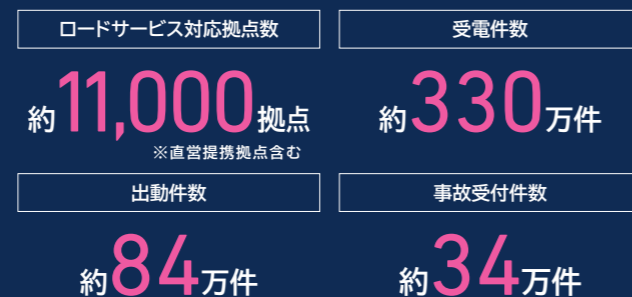 ロードサービス対応拠点数
約11,000拠点
※直営提携拠点含む
受電件数
約330万件
出動件数
約84万件
事故受付件数
約34万件